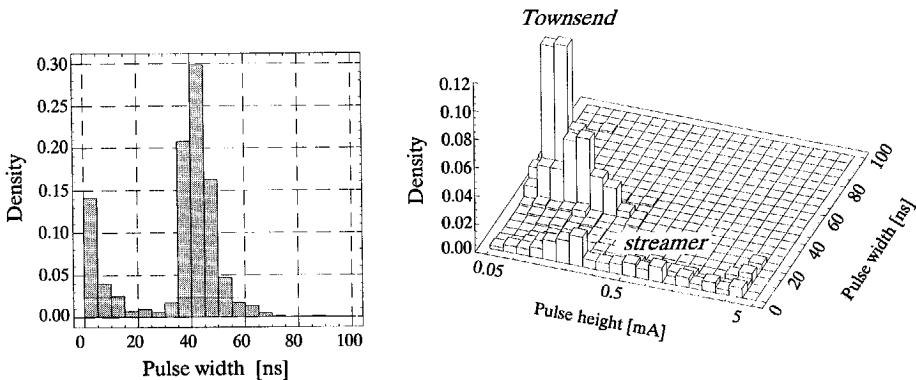 0.30
0.25
0.20
0.15
0.10
0.05
0.00
Density
0 20 40 60 80 100
Pulse width [ns]
Townsend
0.12
0.10
0.08
0.06
0.04
0.02
0.00
Density
streamer
0.05
0.5
5
Pulse height [mA]
0
20
40
60
80
100
Pulse width [ns]